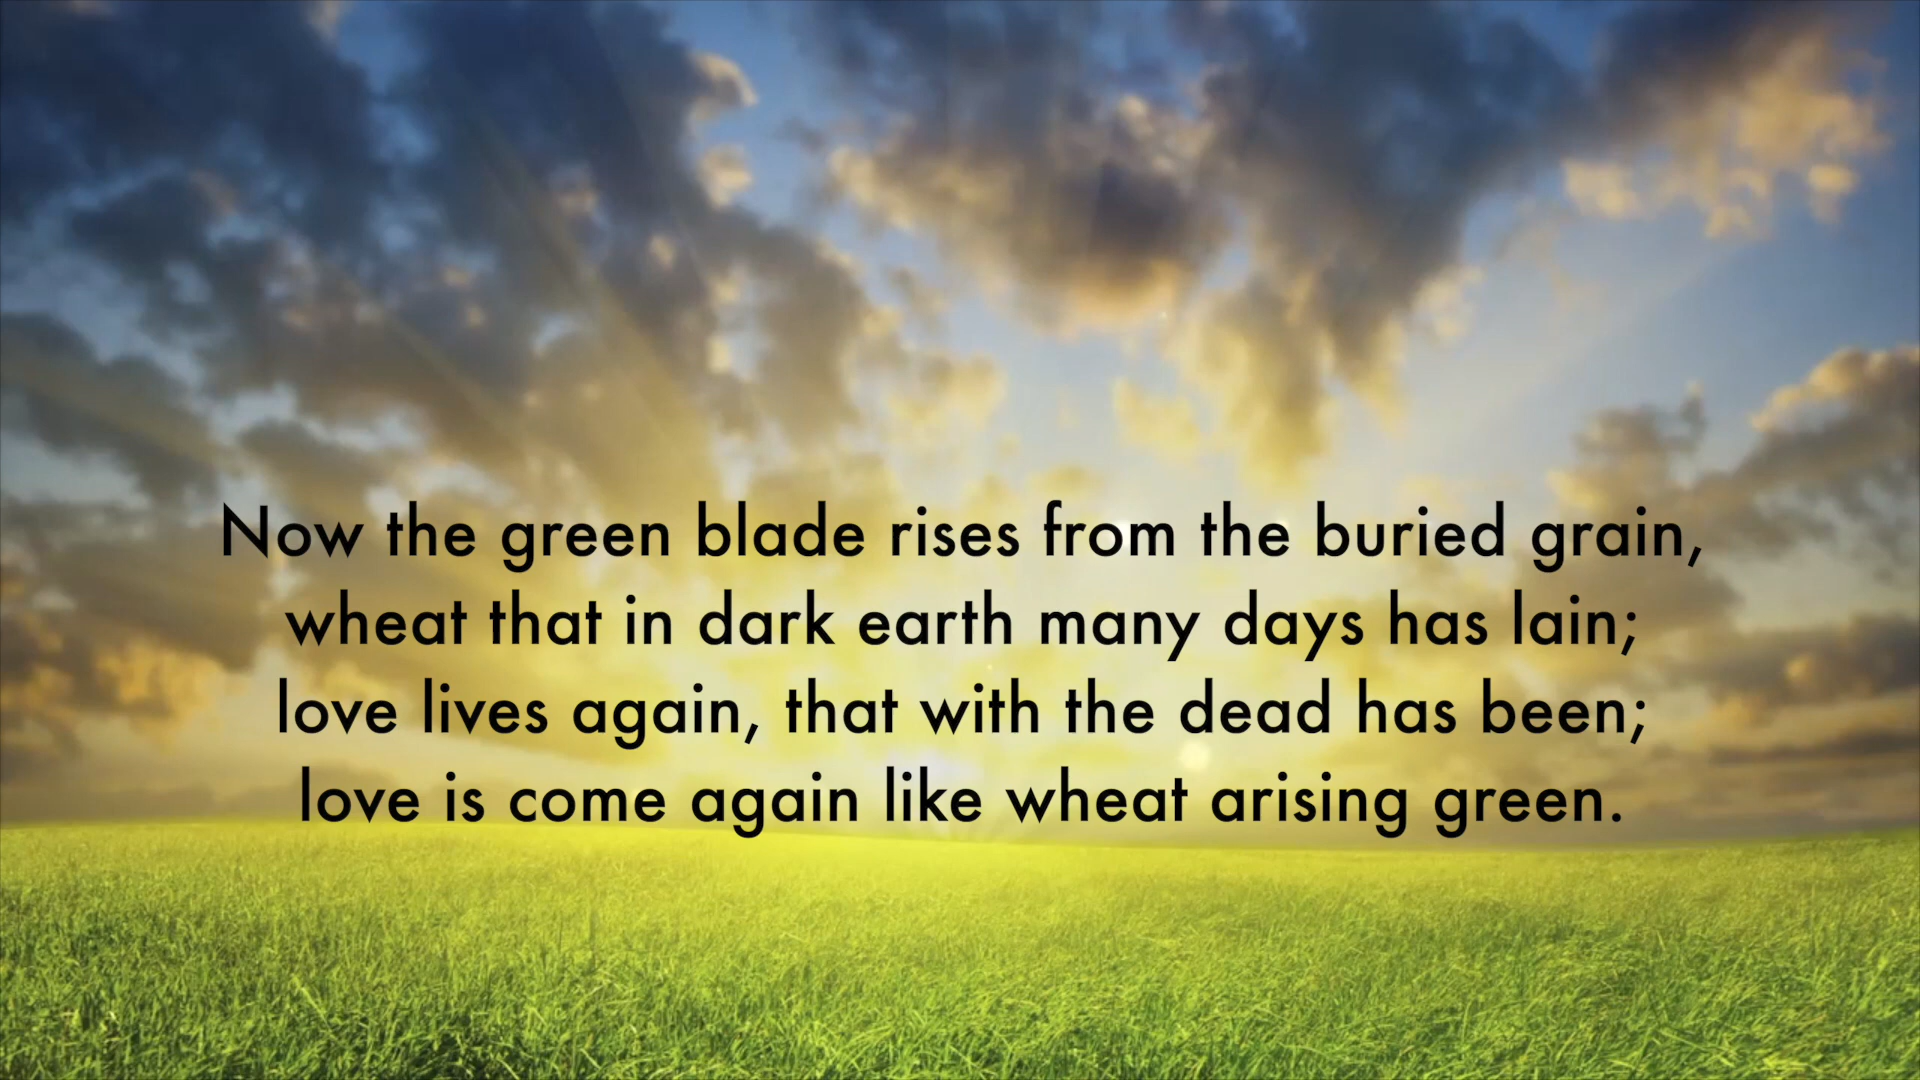 Now the green blade rises from the buried grain,
wheat that in dark earth many days has lain;
love lives again, that with the dead has been;
love is come again like wheat arising green.